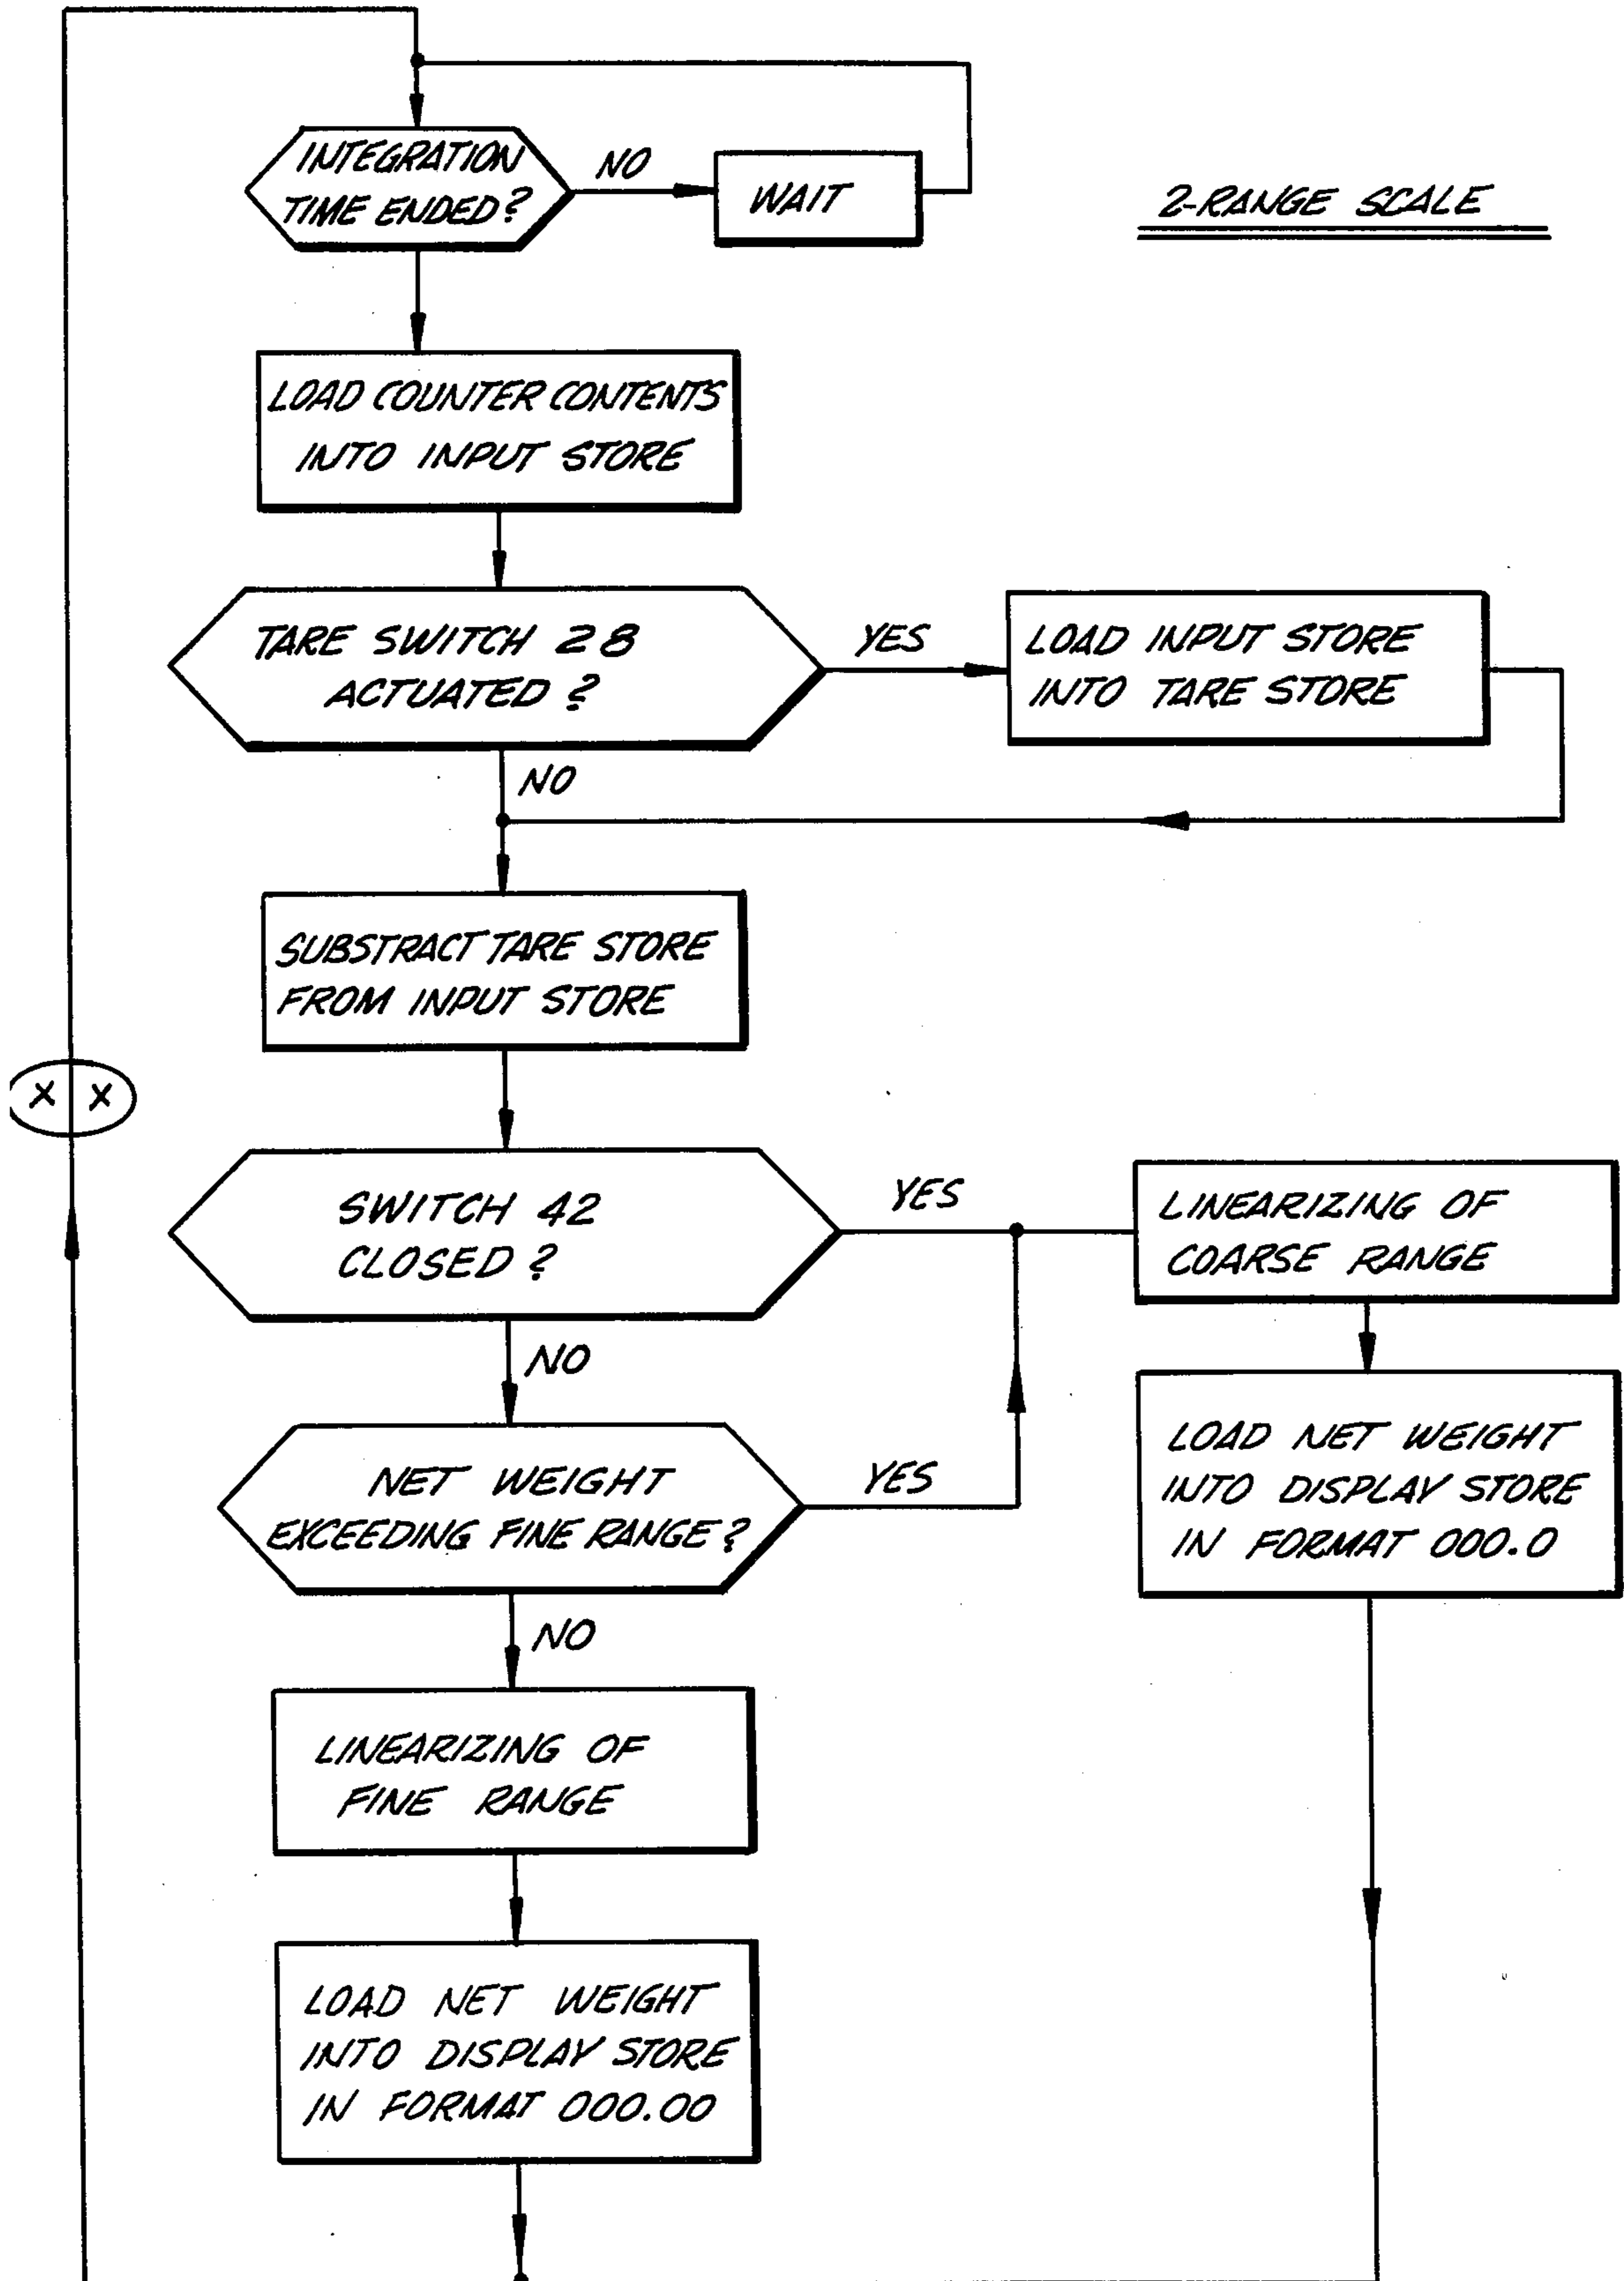 INTEGRATION
TIME ENDED?
NO
WAIT
2-RANGE SCALE
LOAD COUNTER CONTENTS
INTO INPUT STORE
TARE SWITCH 28
ACTUATED?
YES
LOAD INPUT STORE
INTO TARE STORE
NO
SUBSTRACT TARE STORE
FROM INPUT STORE
X X
SWITCH 42
CLOSED?
YES
LINEARIZING OF
COARSE RANGE
NO
LOAD NET WEIGHT
INTO DISPLAY STORE
IN FORMAT 000.0
NET WEIGHT
EXCEEDING FINE RANGE?
YES
NO
LINEARIZING OF
FINE RANGE
LOAD NET WEIGHT
INTO DISPLAY STORE
IN FORMAT 000.00